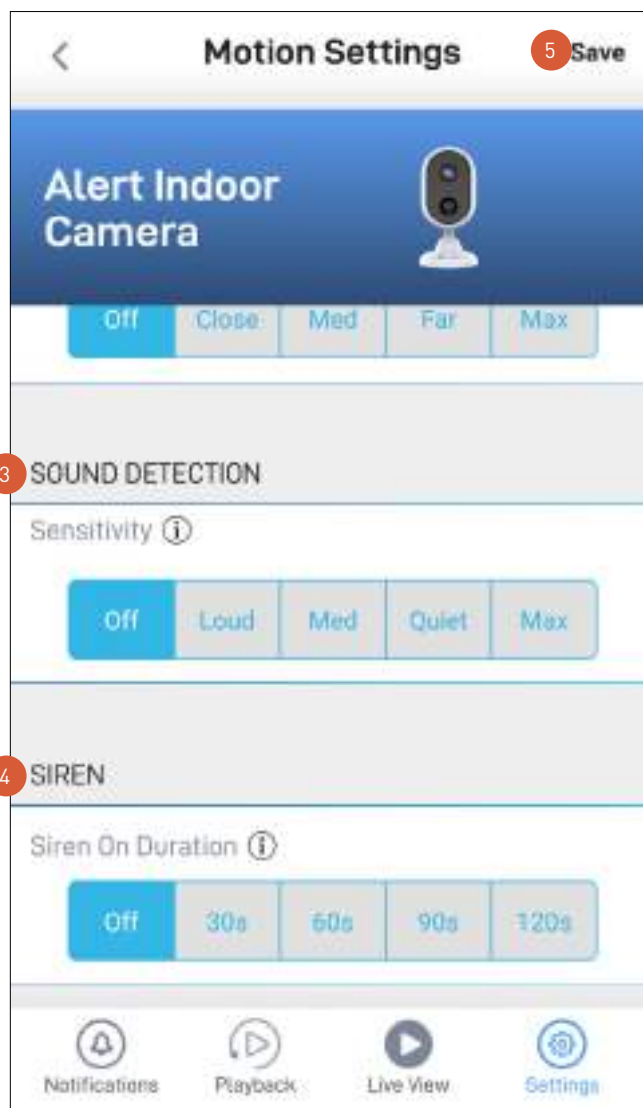 Motion Settings
5 Save
Alert Indoor
Camera
Off Close Med Far Max
3 SOUND DETECTION
Sensitivity ⓘ
Off Loud Med Quiet Max
4 SIREN
Siren On Duration ⓘ
Off 30s 60s 90s 120s
Notifications Playback Live View Settings